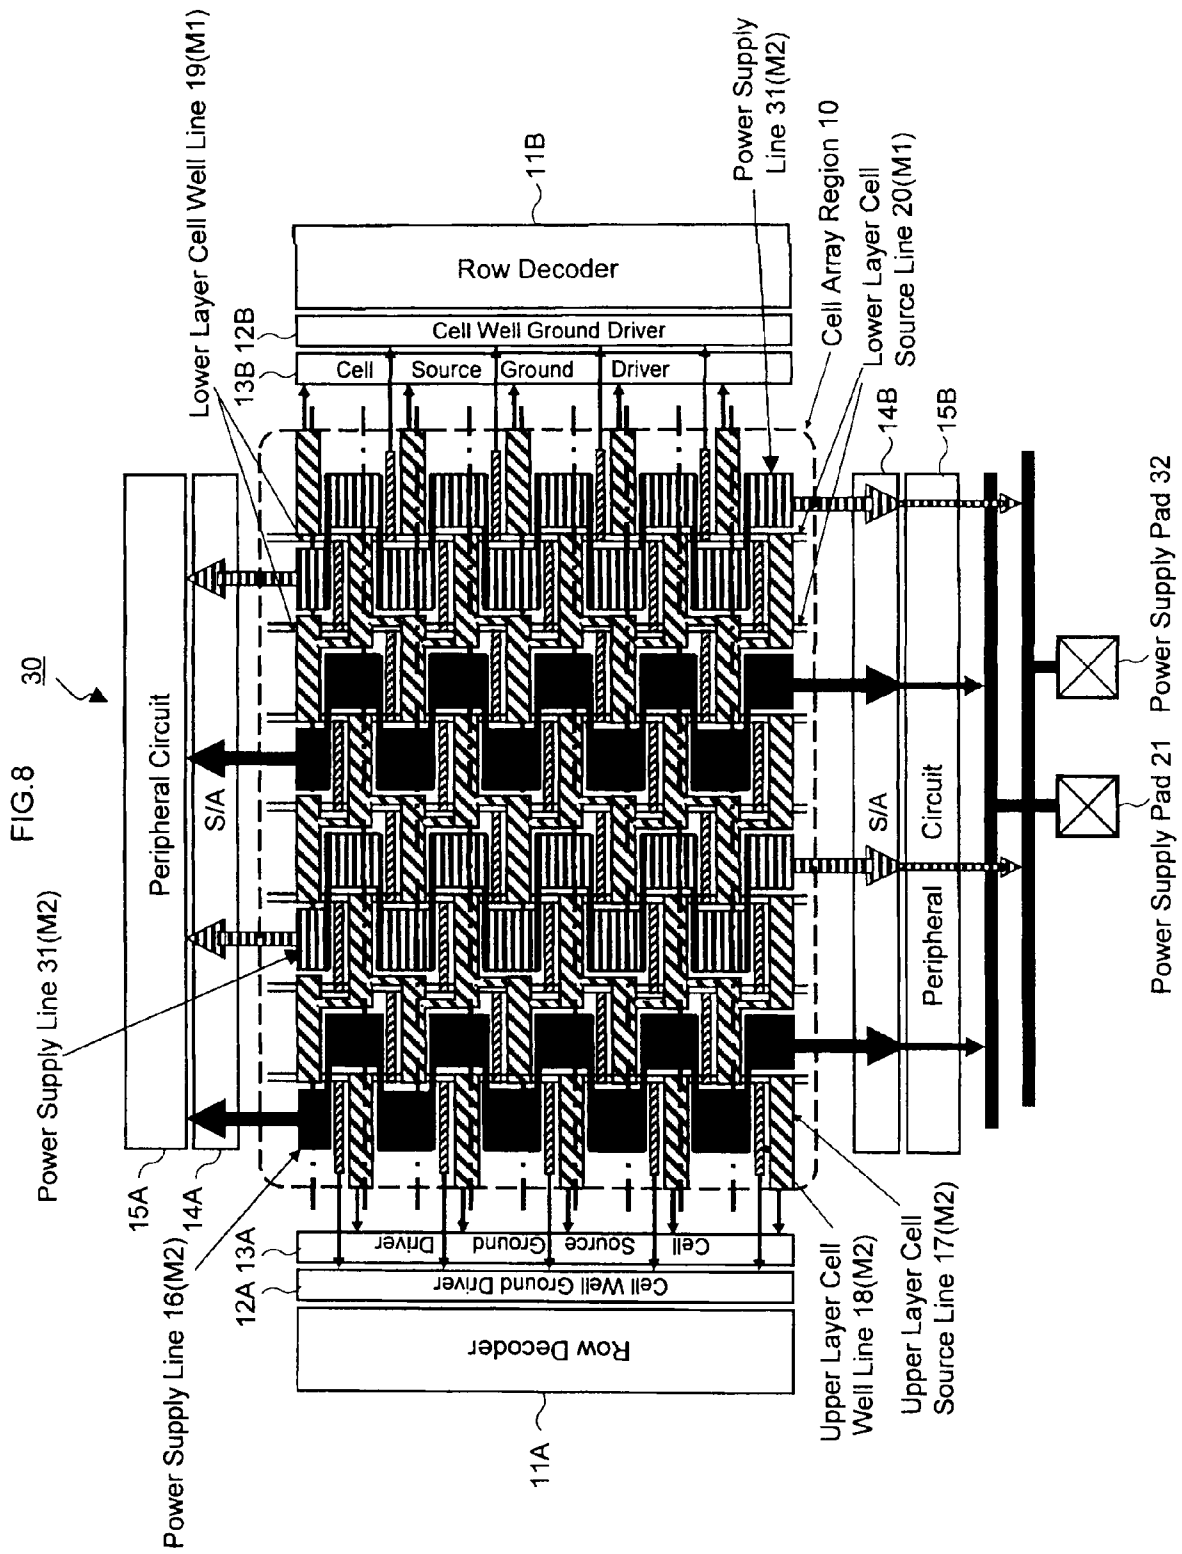 FIG.8
30
Lower Layer Cell Well Line 19(M1)
Power Supply Line 31(M2)
Power Supply Line 16(M2)
15A
14A
Peripheral Circuit
S/A
11A
Row Decoder
12A
Cell Well Ground Driver
13A
Cell Source Ground Driver
13B
Cell Source Ground Driver
12B
Cell Well Ground Driver
11B
Row Decoder
Power Supply
Line 31(M2)
Cell Array Region 10
Lower Layer Cell
Source Line 20(M1)
14B
15B
S/A
Peripheral Circuit
Upper Layer Cell
Well Line 18(M2)
Upper Layer Cell
Source Line 17(M2)
Power Supply Pad 21
Power Supply Pad 32